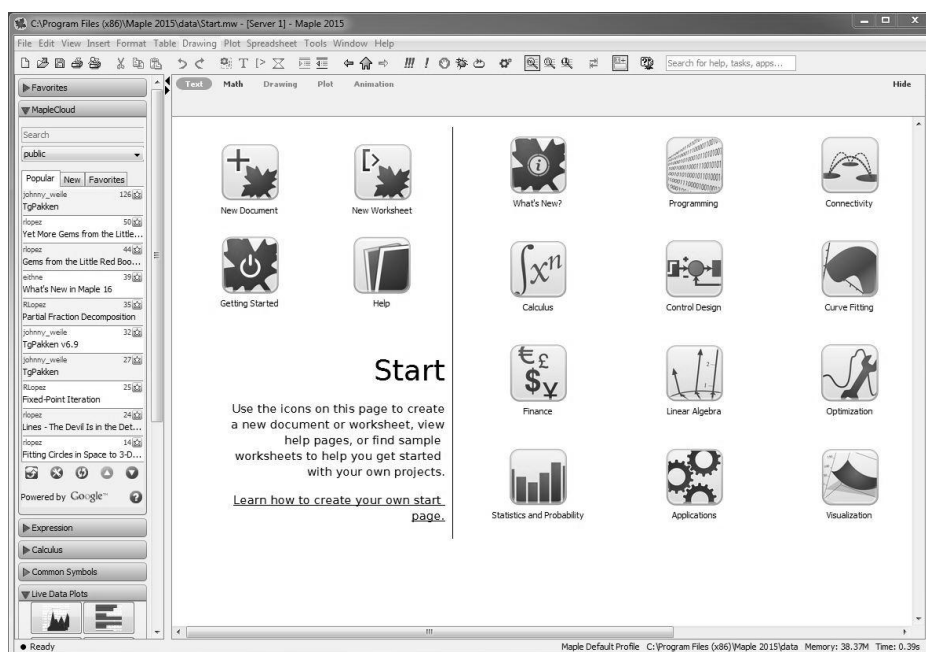 C:\Program Files (x86)\Maple 2015\data\Start.mw - [Server 1] - Maple 2015
File Edit View Insert Format Table Drawing Plot Spreadsheet Tools Window Help
Search for help, tasks, apps...
Favorites
Text Math Drawing Plot Animation Hide
MapleCloud
Search
public
Popular New Favorites
johnny_weile 126
TgPakken
rlopez 50
Yet More Gems from the Little...
rlopez 44
Gems from the Little Red Boo...
eithne 39
What's New in Maple 16
RLopez 35
Partial Fraction Decomposition
johnny_weile 32
TgPakken v6.9
johnny_weile 27
TgPakken
RLopez 25
Fixed-Point Iteration
rlopez 24
Lines - The Devil Is in the Det...
rlopez 14
Fitting Circles in Space to 3-D...
Powered by Google™
Expression
Calculus
Common Symbols
Live Data Plots
New Document New Worksheet
Getting Started Help
Start
Use the icons on this page to create
a new document or worksheet, view
help pages, or find sample
worksheets to help you get started
with your own projects.
Learn how to create your own start
page.
What's New? Programming Connectivity
Calculus Control Design Curve Fitting
Finance Linear Algebra Optimization
Statistics and Probability Applications Visualization
Ready
Maple Default Profile C:\Program Files (x86)\Maple 2015\data Memory: 38.37M Time: 0.39s